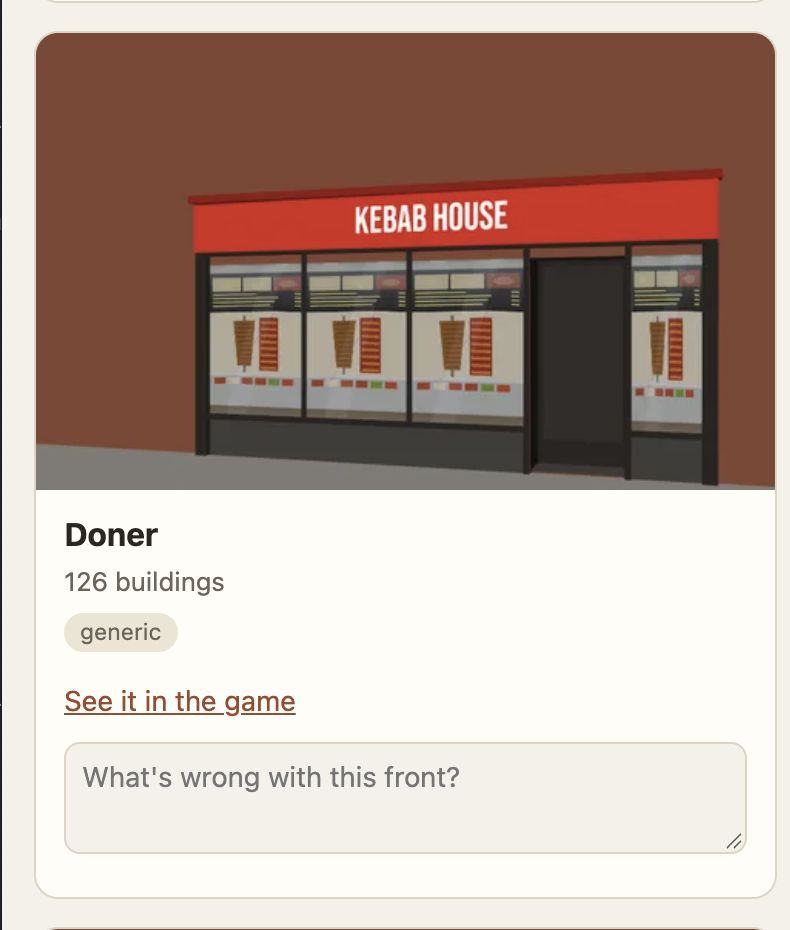 KEBAB HOUSE
Doner
126 buildings
generic
See it in the game
What's wrong with this front?